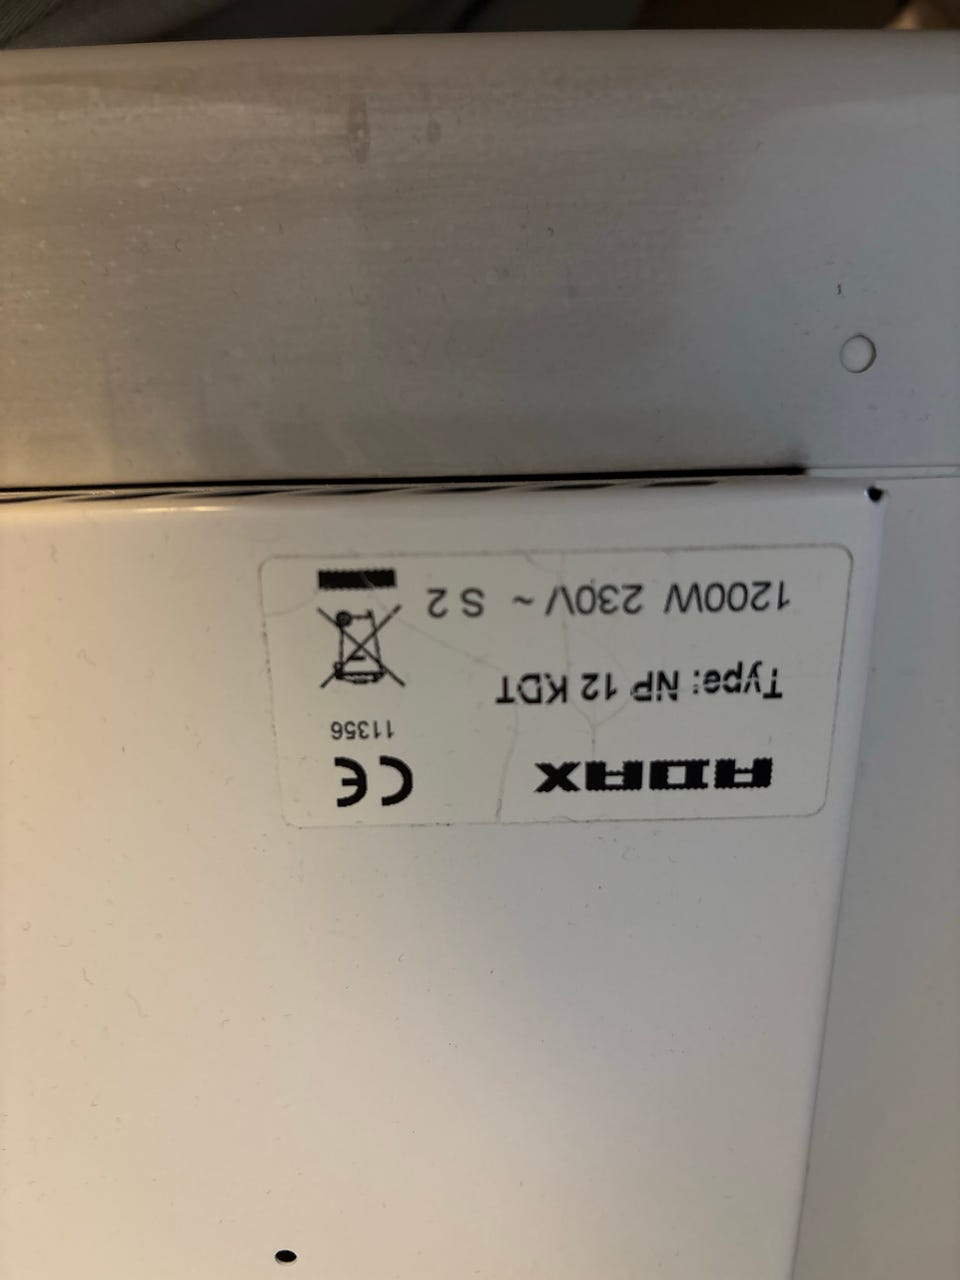 ADAX
CE
11356
Type: NP 12 KDT
1200W 230V ~ S 2